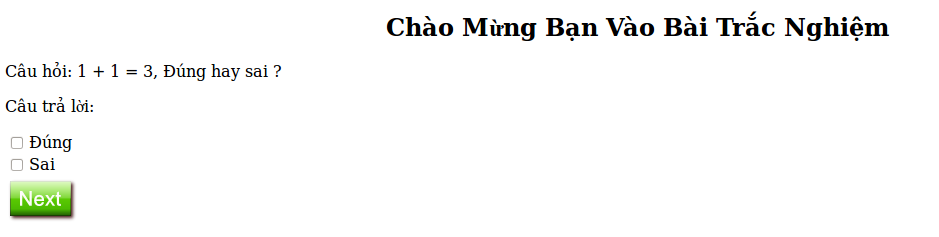 Chào Mừng Bạn Vào Bài Trắc Nghiệm
Câu hỏi: 1 + 1 = 3, Đúng hay sai ?
Câu trả lời:
Đúng
Sai
Next